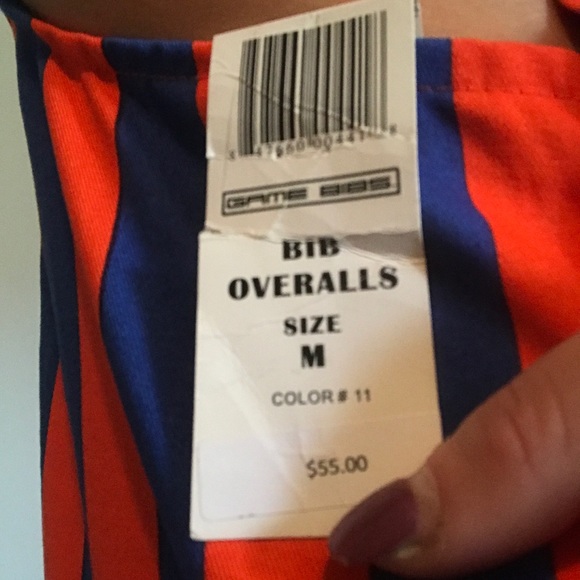 GAME BIBS
BIB
OVERALLS
SIZE
M
COLOR # 11
$55.00